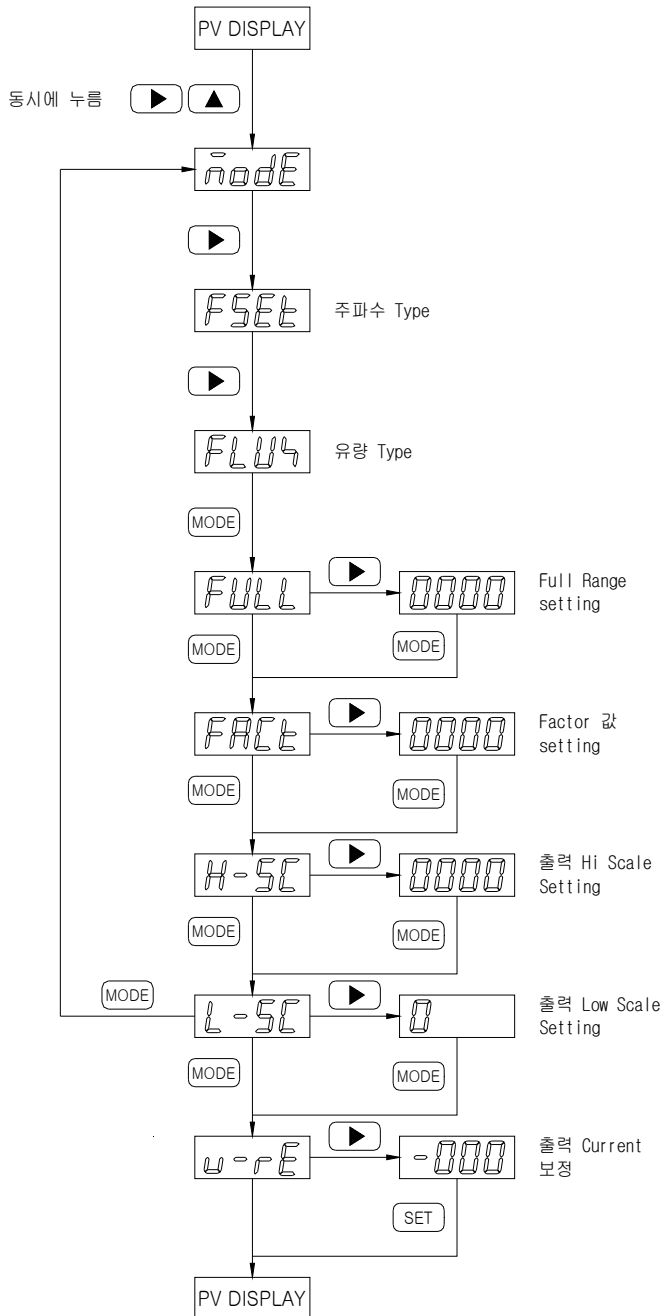 PV DISPLAY
동시에 누름
modE
FSEt
주파수 Type
FLU4
유량 Type
MODE
FULL
0000
Full Range
setting
MODE
MODE
FACt
0000
Factor 값
setting
MODE
MODE
H-SC
0000
출력 Hi Scale
Setting
MODE
MODE
MODE
L-SC
0
출력 Low Scale
Setting
MODE
MODE
u-rE
-000
출력 Current
보정
SET
PV DISPLAY